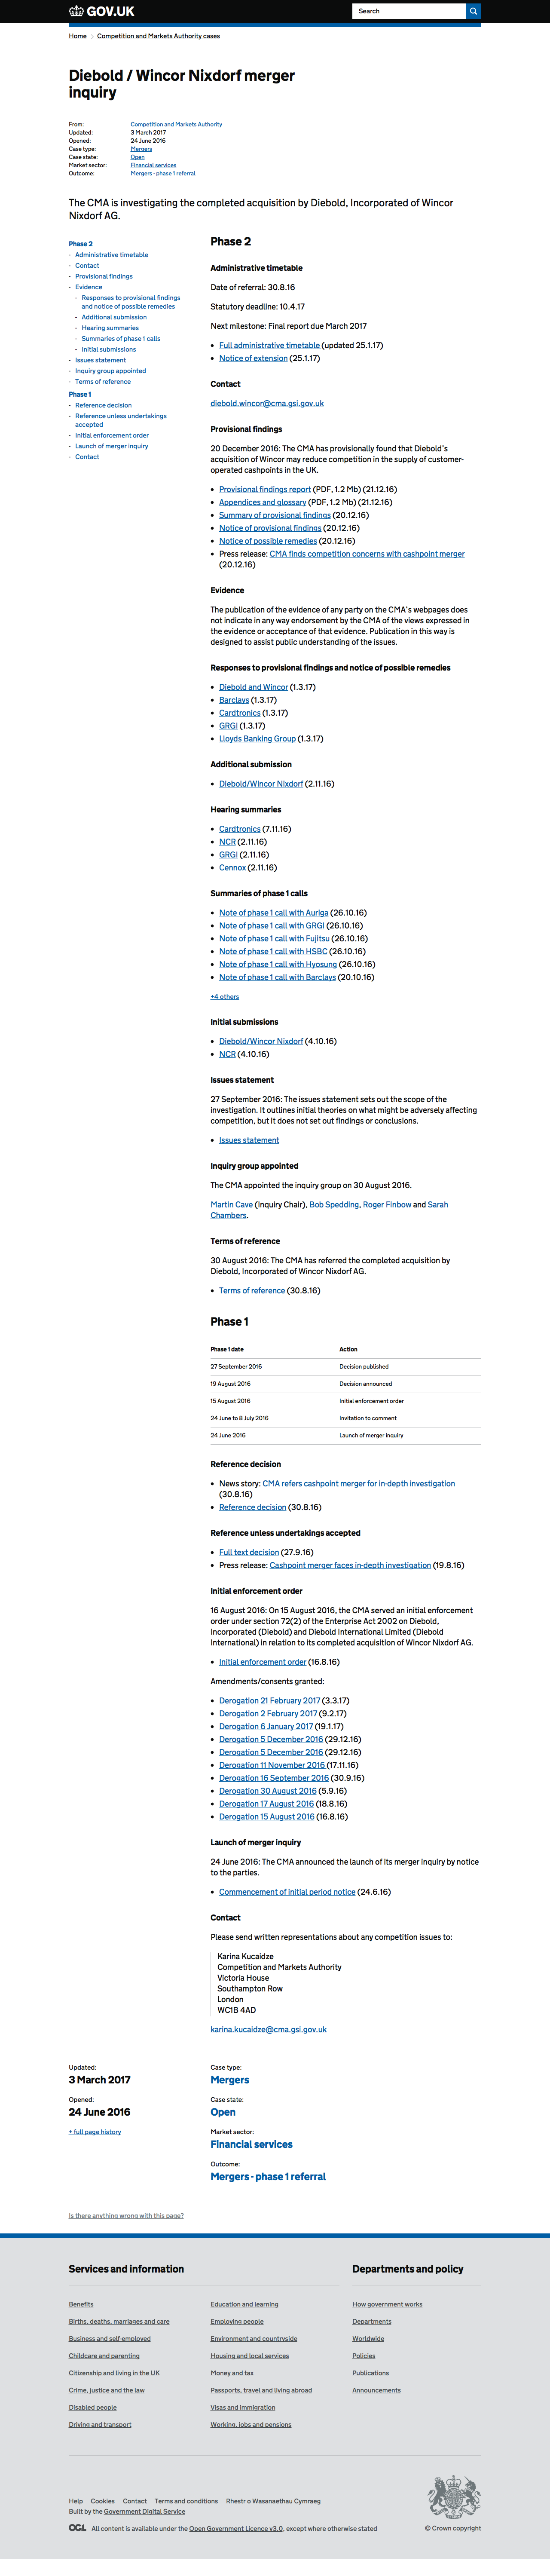 GOV.UK
Search
Home
Competition and Markets Authority cases
Diebold / Wincor Nixdorf merger
inquiry
From: Competition and Markets Authority
Updated: 3 March 2017
Opened: 24 June 2016
Case type: Mergers
Case state: Open
Market sector: Financial services
Outcome: Mergers - phase 1 referral
The CMA is investigating the completed acquisition by Diebold, Incorporated of Wincor
Nixdorf AG.
Phase 2
- Administrative timetable
- Contact
- Provisional findings
- Evidence
- Responses to provisional findings
and notice of possible remedies
- Additional submission
- Hearing summaries
- Summaries of phase 1 calls
- Initial submissions
- Issues statement
- Inquiry group appointed
- Terms of reference
Phase 1
- Reference decision
- Reference unless undertakings
accepted
- Initial enforcement order
- Launch of merger inquiry
- Contact
Phase 2
Administrative timetable
Date of referral: 30.8.16
Statutory deadline: 10.4.17
Next milestone: Final report due March 2017
• Full administrative timetable (updated 25.1.17)
• Notice of extension (25.1.17)
Contact
diebold.wincor@cma.gsi.gov.uk
Provisional findings
20 December 2016: The CMA has provisionally found that Diebold's
acquisition of Wincor may reduce competition in the supply of customer-
operated cashpoints in the UK.
• Provisional findings report (PDF, 1.2 Mb) (21.12.16)
• Appendices and glossary (PDF, 1.2 Mb) (21.12.16)
• Summary of provisional findings (20.12.16)
• Notice of provisional findings (20.12.16)
• Notice of possible remedies (20.12.16)
• Press release: CMA finds competition concerns with cashpoint merger
(20.12.16)
Evidence
The publication of the evidence of any party on the CMA's webpages does
not indicate in any way endorsement by the CMA of the views expressed in
the evidence or acceptance of that evidence. Publication in this way is
designed to assist public understanding of the issues.
Responses to provisional findings and notice of possible remedies
• Diebold and Wincor (1.3.17)
• Barclays (1.3.17)
• Cardtronics (1.3.17)
• GRGI (1.3.17)
• Lloyds Banking Group (1.3.17)
Additional submission
• Diebold/Wincor Nixdorf (2.11.16)
Hearing summaries
• Cardtronics (7.11.16)
• NCR (2.11.16)
• GRGI (2.11.16)
• Cennox (2.11.16)
Summaries of phase 1 calls
• Note of phase 1 call with Auriga (26.10.16)
• Note of phase 1 call with GRGI (26.10.16)
• Note of phase 1 call with Fujitsu (26.10.16)
• Note of phase 1 call with HSBC (26.10.16)
• Note of phase 1 call with Hyosung (26.10.16)
• Note of phase 1 call with Barclays (20.10.16)
+4 others
Initial submissions
• Diebold/Wincor Nixdorf (4.10.16)
• NCR (4.10.16)
Issues statement
27 September 2016: The issues statement sets out the scope of the
investigation. It outlines initial theories on what might be adversely affecting
competition, but it does not set out findings or conclusions.
• Issues statement
Inquiry group appointed
The CMA appointed the inquiry group on 30 August 2016.
Martin Cave (Inquiry Chair), Bob Spedding, Roger Finbow and Sarah
Chambers.
Terms of reference
30 August 2016: The CMA has referred the completed acquisition by
Diebold, Incorporated of Wincor Nixdorf AG.
• Terms of reference (30.8.16)
Phase 1
Phase 1 date Action
27 September 2016 Decision published
19 August 2016 Decision announced
15 August 2016 Initial enforcement order
24 June to 8 July 2016 Invitation to comment
24 June 2016 Launch of merger inquiry
Reference decision
• News story: CMA refers cashpoint merger for in-depth investigation
(30.8.16)
• Reference decision (30.8.16)
Reference unless undertakings accepted
• Full text decision (27.9.16)
• Press release: Cashpoint merger faces in-depth investigation (19.8.16)
Initial enforcement order
16 August 2016: On 15 August 2016, the CMA served an initial enforcement
order under section 72(2) of the Enterprise Act 2002 on Diebold,
Incorporated (Diebold) and Diebold International Limited (Diebold
International) in relation to its completed acquisition of Wincor Nixdorf AG.
• Initial enforcement order (16.8.16)
Amendments/consents granted:
• Derogation 21 February 2017 (3.3.17)
• Derogation 2 February 2017 (9.2.17)
• Derogation 6 January 2017 (19.1.17)
• Derogation 5 December 2016 (29.12.16)
• Derogation 5 December 2016 (29.12.16)
• Derogation 11 November 2016 (17.11.16)
• Derogation 16 September 2016 (30.9.16)
• Derogation 30 August 2016 (5.9.16)
• Derogation 17 August 2016 (18.8.16)
• Derogation 15 August 2016 (16.8.16)
Launch of merger inquiry
24 June 2016: The CMA announced the launch of its merger inquiry by notice
to the parties.
• Commencement of initial period notice (24.6.16)
Contact
Please send written representations about any competition issues to:
Karina Kucaidze
Competition and Markets Authority
Victoria House
Southampton Row
London
WC1B 4AD
karina.kucaidze@cma.gsi.gov.uk
Updated:
3 March 2017
Opened:
24 June 2016
+ full page history
Case type:
Mergers
Case state:
Open
Market sector:
Financial services
Outcome:
Mergers - phase 1 referral
Is there anything wrong with this page?
Services and information
Benefits
Births, deaths, marriages and care
Business and self-employed
Childcare and parenting
Citizenship and living in the UK
Crime, justice and the law
Disabled people
Driving and transport
Education and learning
Employing people
Environment and countryside
Housing and local services
Money and tax
Passports, travel and living abroad
Visas and immigration
Working, jobs and pensions
Departments and policy
How government works
Departments
Worldwide
Policies
Publications
Announcements
Help Cookies Contact Terms and conditions Rhestr o Wasanaethau Cymraeg
Built by the Government Digital Service
OGL All content is available under the Open Government Licence v3.0, except where otherwise stated
© Crown copyright